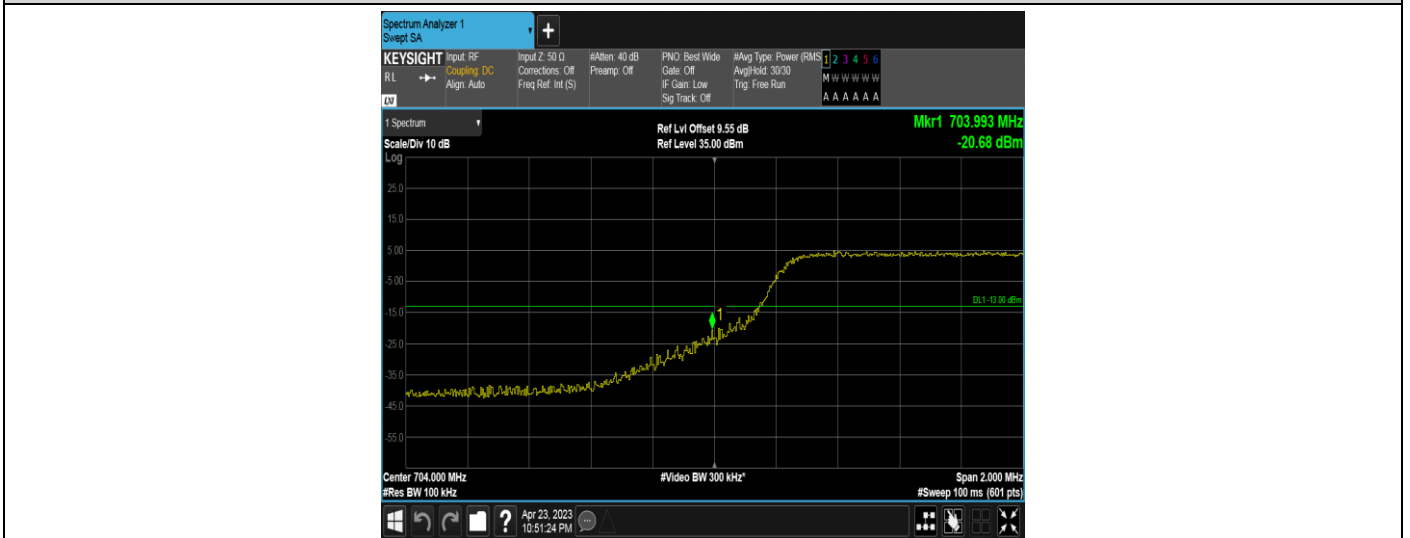 Spectrum Analyzer 1
Swept SA
+
KEYSIGHT Input: RF Input Z: 50 Ω #Atten: 40 dB PNO: Best Wide #Avg Type: Power (RMS 1 2 3 4 5 6
RL Coupling: DC Corrections: Off Preamp: Off Gate: Off Avg|Hold: 30/30 M W W W W W
Align: Auto Freq Ref: Int (S) IF Gain: Low Trig: Free Run
LXI Sig Track: Off A A A A A A
1 Spectrum
Ref Lvl Offset 9.55 dB Mkr1 703.993 MHz
Scale/Div 10 dB Ref Level 35.00 dBm -20.68 dBm
Log
25.0
15.0
5.00
-5.00
DL1 -13.00 dBm
-15.0
1
-25.0
-35.0
-45.0
-55.0
Center 704.000 MHz #Video BW 300 kHz* Span 2.000 MHz
#Res BW 100 kHz #Sweep 100 ms (601 pts)
? Apr 23, 2023
10:51:24 PM